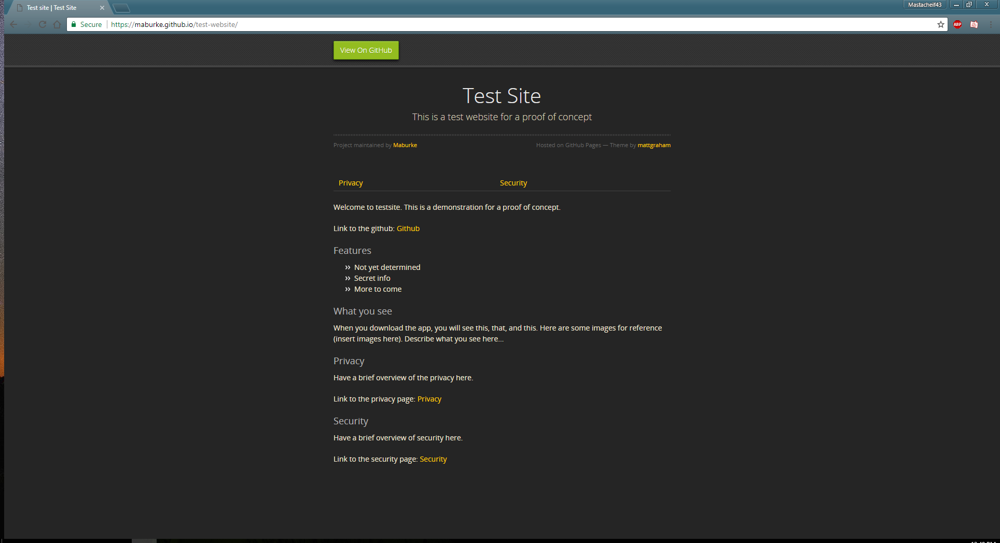 Test site | Test Site
Mastacheif43
Secure https://maburke.github.io/test-website/
ABP
View On GitHub
Test Site
This is a test website for a proof of concept
Project maintained by Maburke
Hosted on GitHub Pages — Theme by mattgraham
Privacy Security
Welcome to testsite. This is a demonstration for a proof of concept.
Link to the github: Github
Features
›› Not yet determined
›› Secret info
›› More to come
What you see
When you download the app, you will see this, that, and this. Here are some images for reference
(insert images here). Describe what you see here...
Privacy
Have a brief overview of the privacy here.
Link to the privacy page: Privacy
Security
Have a brief overview of security here.
Link to the security page: Security